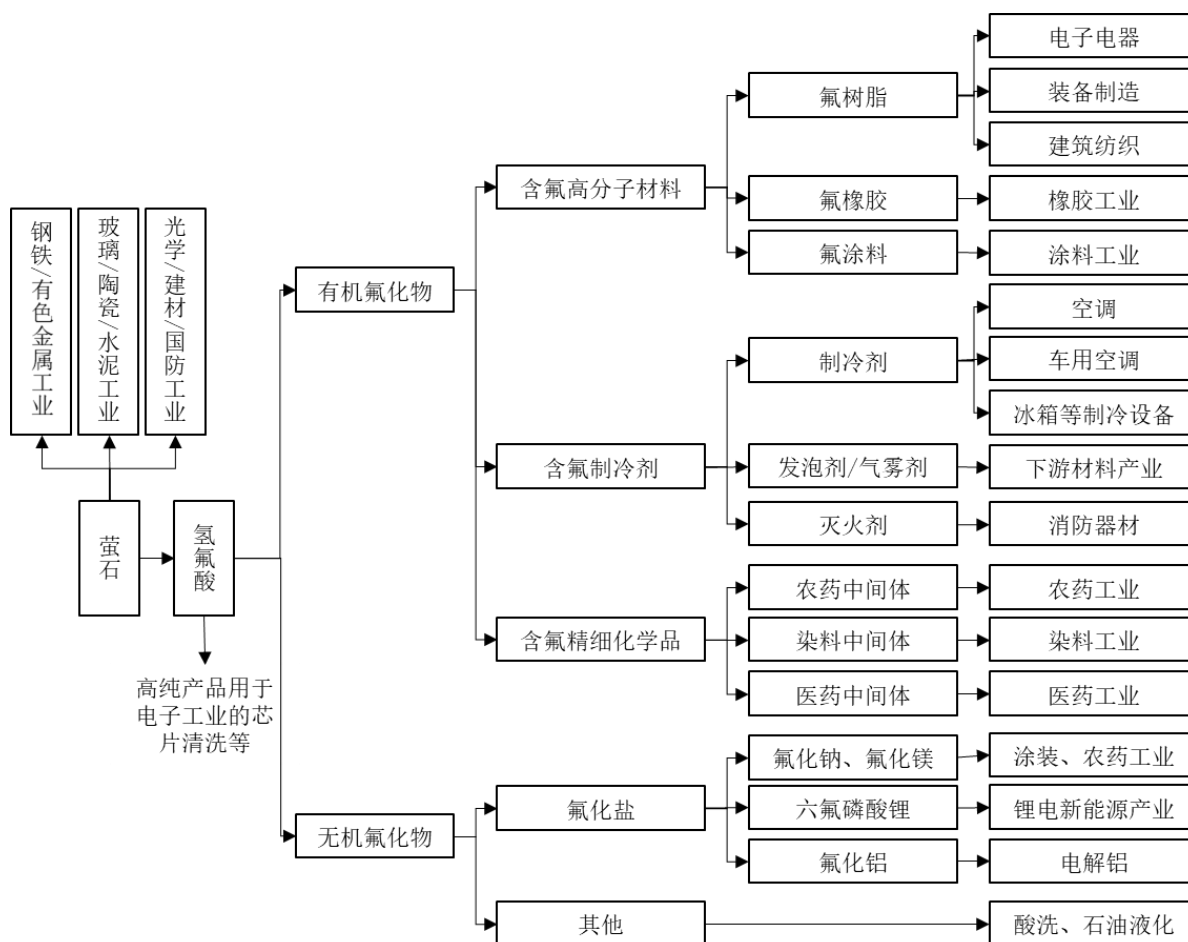 钢铁/有色金属工业
玻璃/陶瓷/水泥工业
光学/建材/国防工业
萤石
氢氟酸
高纯产品用于
电子工业的芯
片清洗等
有机氟化物
无机氟化物
含氟高分子材料
含氟制冷剂
含氟精细化学品
氟化盐
其他
氟树脂
氟橡胶
氟涂料
制冷剂
发泡剂/气雾剂
灭火剂
农药中间体
染料中间体
医药中间体
氟化钠、氟化镁
六氟磷酸锂
氟化铝
电子电器
装备制造
建筑纺织
橡胶工业
涂料工业
空调
车用空调
冰箱等制冷设备
下游材料产业
消防器材
农药工业
染料工业
医药工业
涂装、农药工业
锂电新能源产业
电解铝
酸洗、石油液化